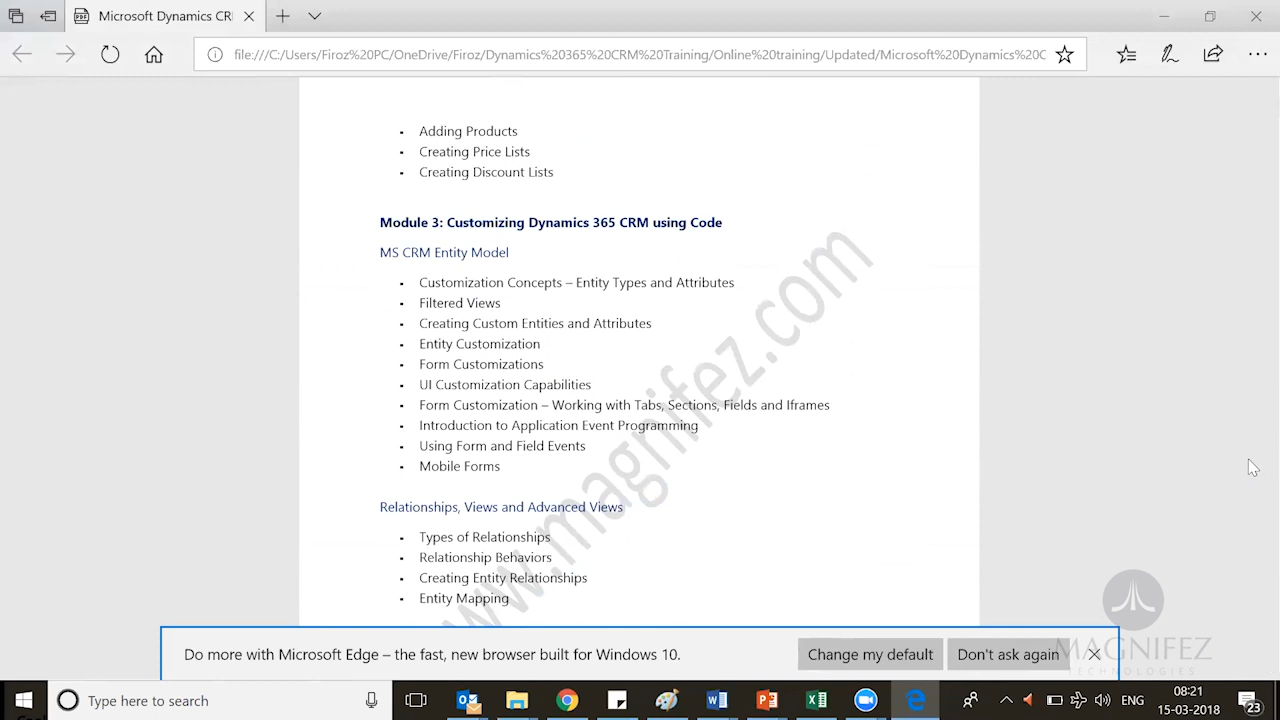 Microsoft Dynamics CRI
file:///C:/Users/Firoz%20PC/OneDrive/Firoz/Dynamics%20365%20CRM%20Training/Online%20training/Updated/Microsoft%20Dynamics%20C
Adding Products
Creating Price Lists
Creating Discount Lists
Module 3: Customizing Dynamics 365 CRM using Code
MS CRM Entity Model
Customization Concepts – Entity Types and Attributes
Filtered Views
Creating Custom Entities and Attributes
Entity Customization
Form Customizations
UI Customization Capabilities
Form Customization – Working with Tabs, Sections, Fields and Iframes
Introduction to Application Event Programming
Using Form and Field Events
Mobile Forms
www.magnifez.com
Relationships, Views and Advanced Views
Types of Relationships
Relationship Behaviors
Creating Entity Relationships
Entity Mapping
Do more with Microsoft Edge – the fast, new browser built for Windows 10.
Change my default
Don't ask again
MAGNIFEZ
TECHNOLOGIES
Type here to search
ENG
08:21
15-03-2018
23